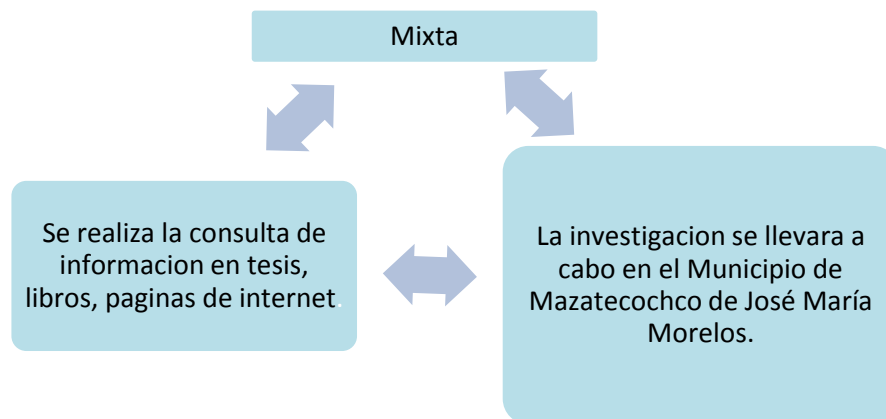 Mixta
Se realiza la consulta de
informacion en tesis,
libros, paginas de internet.
La investigacion se llevara a
cabo en el Municipio de
Mazatecochco de José María
Morelos.